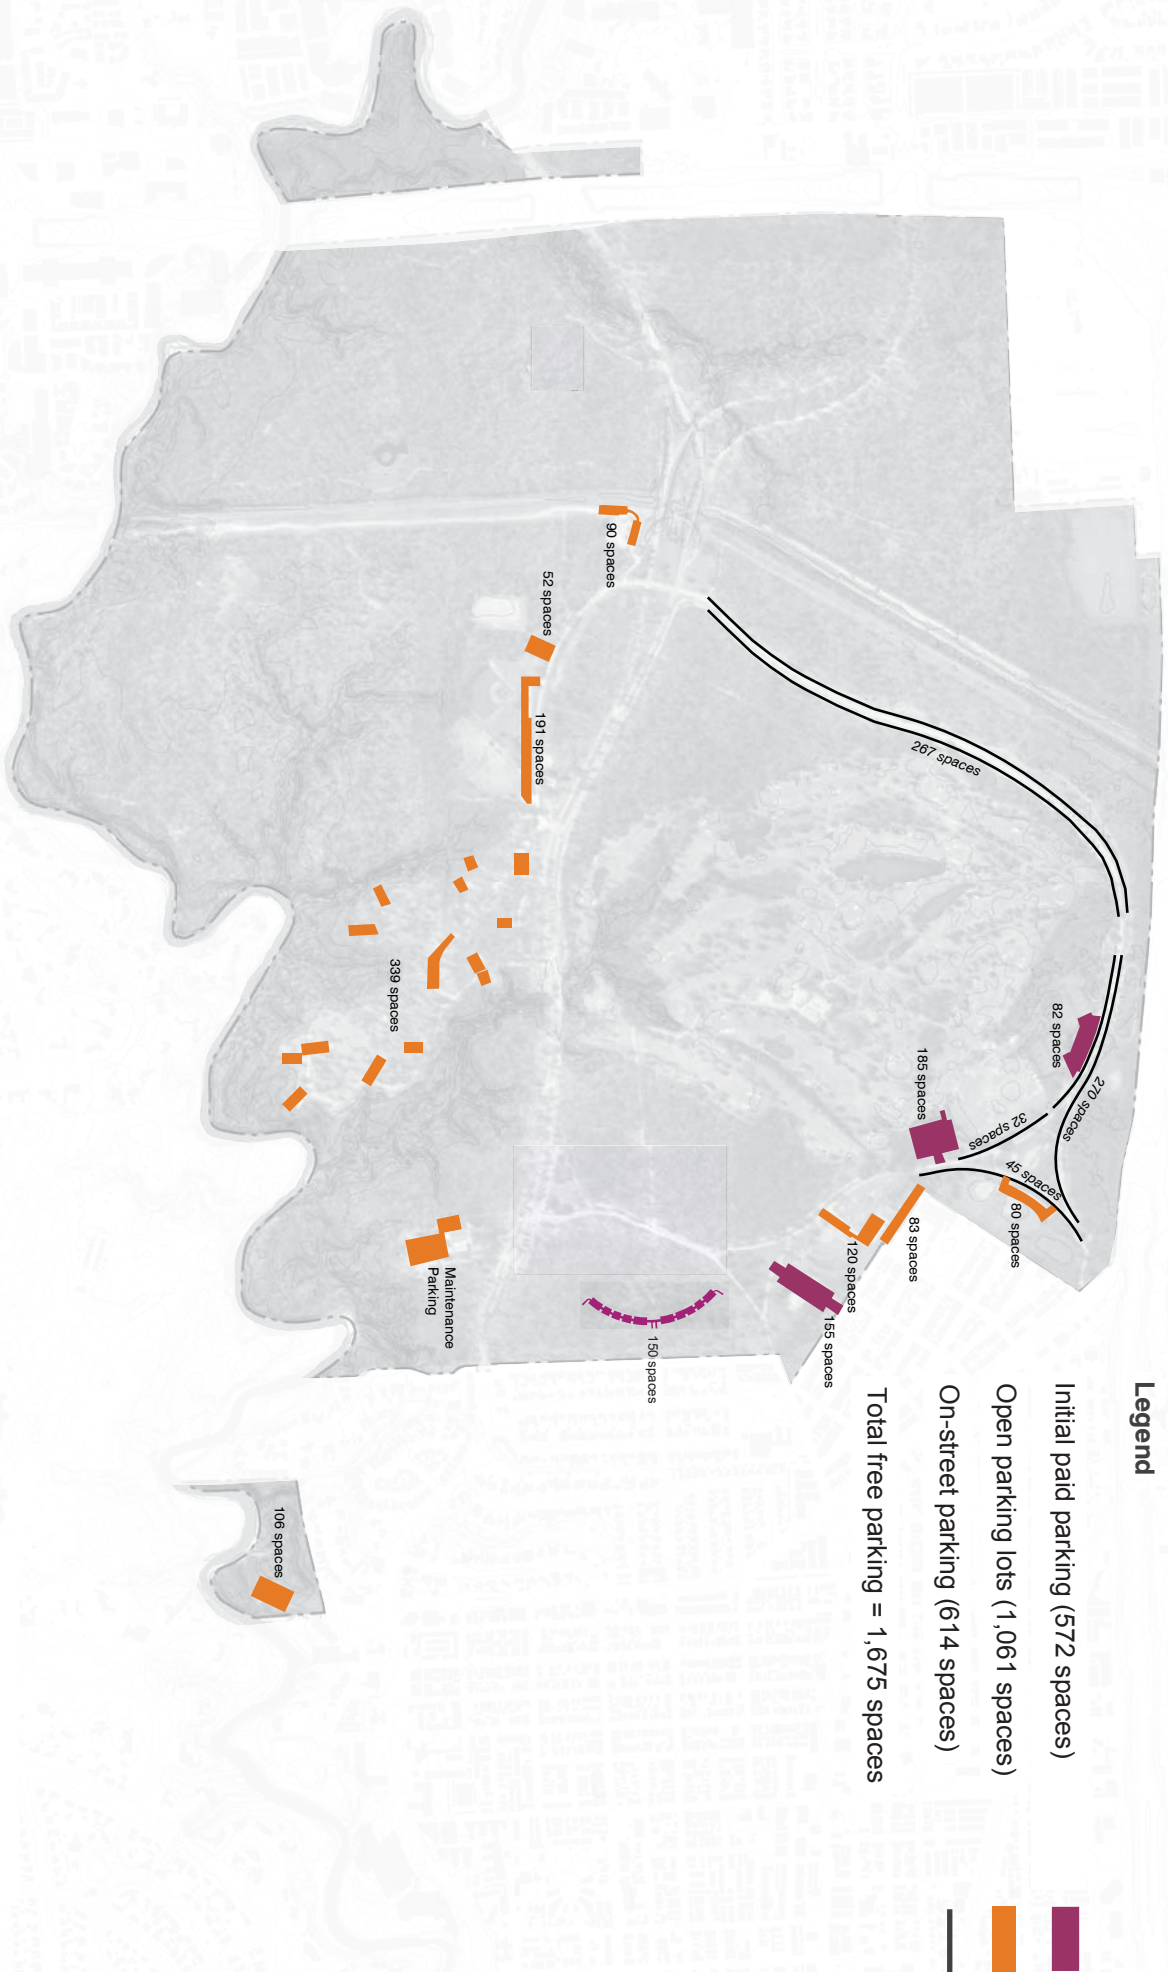 Legend
Initial paid parking (572 spaces)
Open parking lots (1,061 spaces)
On-street parking (614 spaces)
Total free parking = 1,675 spaces
267 spaces
82 spaces
270 spaces
32 spaces
45 spaces
80 spaces
185 spaces
83 spaces
120 spaces
155 spaces
150 spaces
90 spaces
52 spaces
191 spaces
339 spaces
Maintenance
Parking
106 spaces